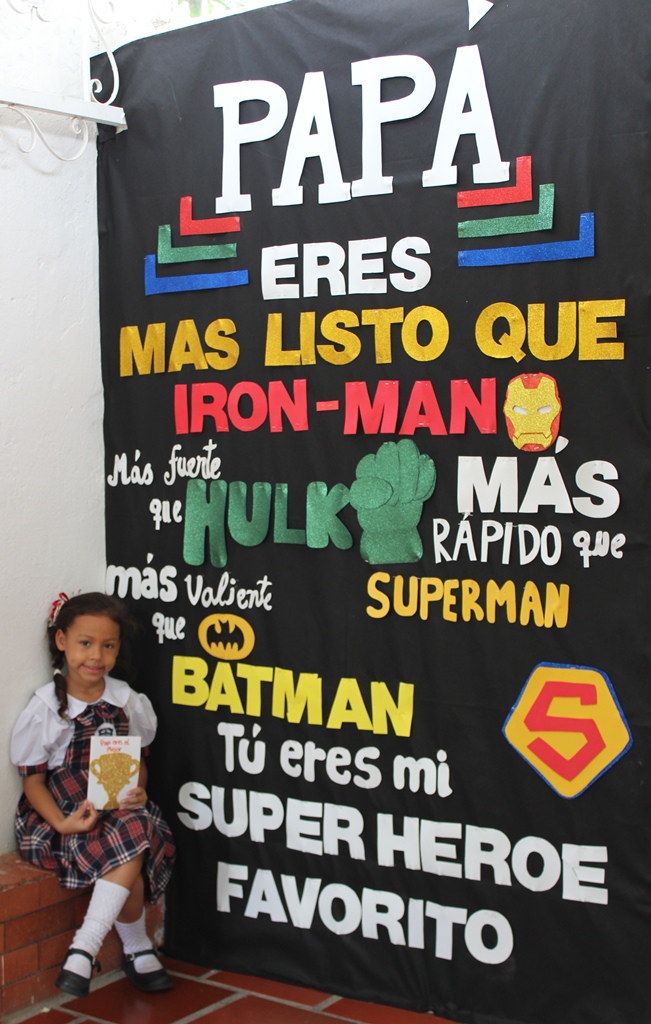 PAPA
ERES
MAS LISTO QUE
IRON-MAN
Más fuerte
que
HULK
MÁS
RÁPIDO que
SUPERMAN
S
más valiente
que
BATMAN
Tú eres mi
SUPER HEROE
FAVORITO